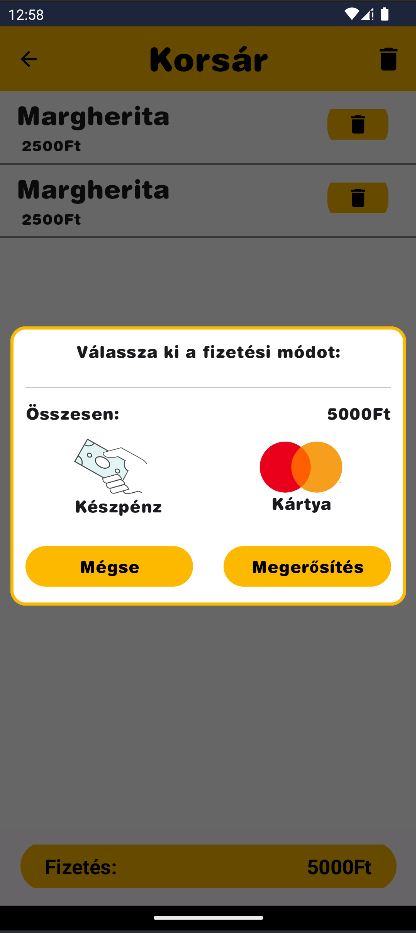 12:58
Korsár
Margherita
2500Ft
Margherita
2500Ft
Válassza ki a fizetési módot:
Összesen: 5000Ft
Készpénz Kártya
Mégse Megerősítés
Fizetés: 5000Ft